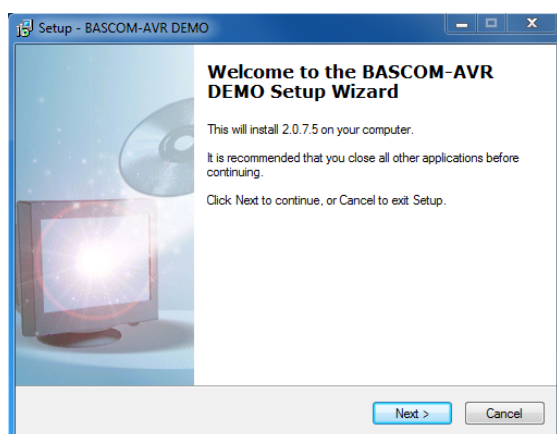 Setup - BASCOM-AVR DEMO
Welcome to the BASCOM-AVR
DEMO Setup Wizard
This will install 2.0.7.5 on your computer.
It is recommended that you close all other applications before
continuing.
Click Next to continue, or Cancel to exit Setup.
Next >
Cancel